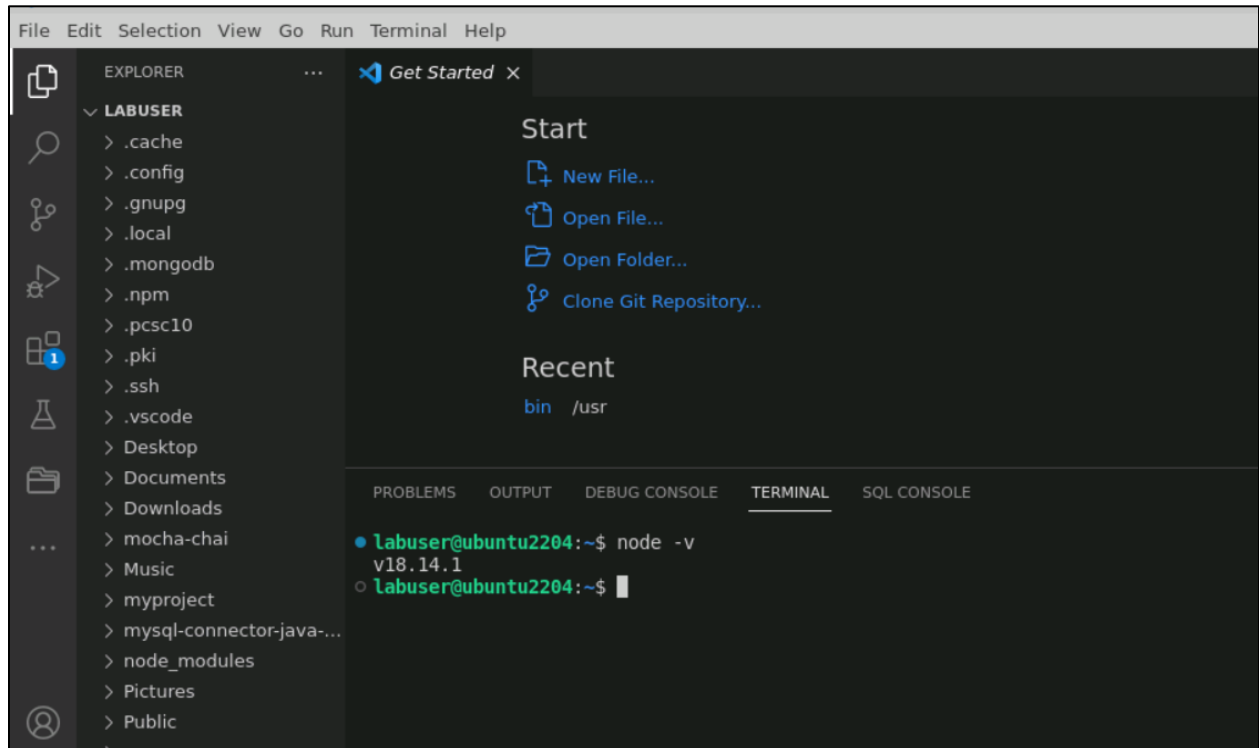 File Edit Selection View Go Run Terminal Help
EXPLORER ...
Get Started ×
LABUSER
> .cache
> .config
> .gnupg
> .local
> .mongodb
> .npm
> .pcsc10
> .pki
> .ssh
> .vscode
> Desktop
> Documents
> Downloads
> mocha-chai
> Music
> myproject
> mysql-connector-java-...
> node_modules
> Pictures
> Public
1
Start
New File...
Open File...
Open Folder...
Clone Git Repository...
Recent
bin /usr
PROBLEMS OUTPUT DEBUG CONSOLE TERMINAL SQL CONSOLE
labuser@ubuntu2204:~$ node -v
v18.14.1
labuser@ubuntu2204:~$